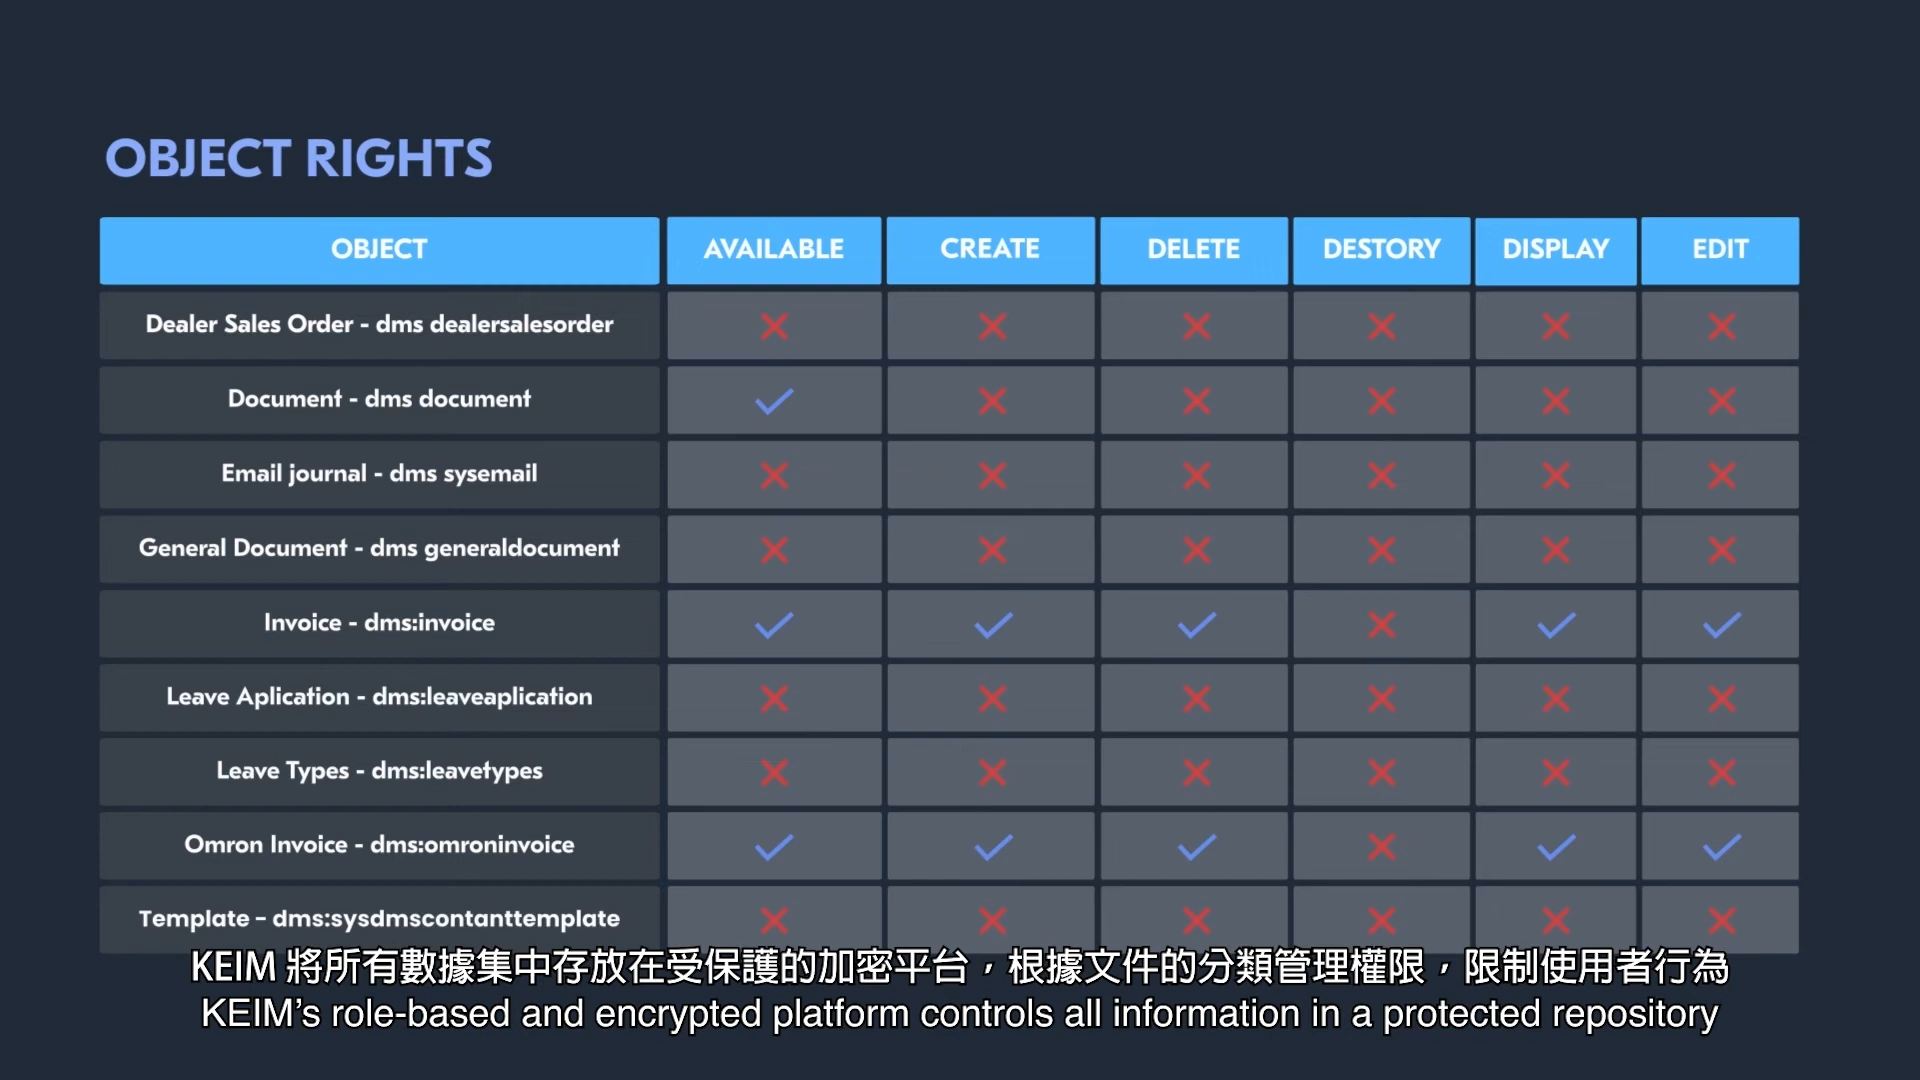 OBJECT RIGHTS
OBJECT AVAILABLE CREATE DELETE DESTORY DISPLAY EDIT
Dealer Sales Order - dms dealersalesorder
Document - dms document
Email journal - dms sysemail
General Document - dms generaldocument
Invoice - dms:invoice
Leave Aplication - dms:leaveaplication
Leave Types - dms:leavetypes
Omron Invoice - dms:omroninvoice
Template - dms:sysdmscontanttemplate
KEIM 將所有數據集中存放在受保護的加密平台，根據文件的分類管理權限，限制使用者行為
KEIM’s role-based and encrypted platform controls all information in a protected repository